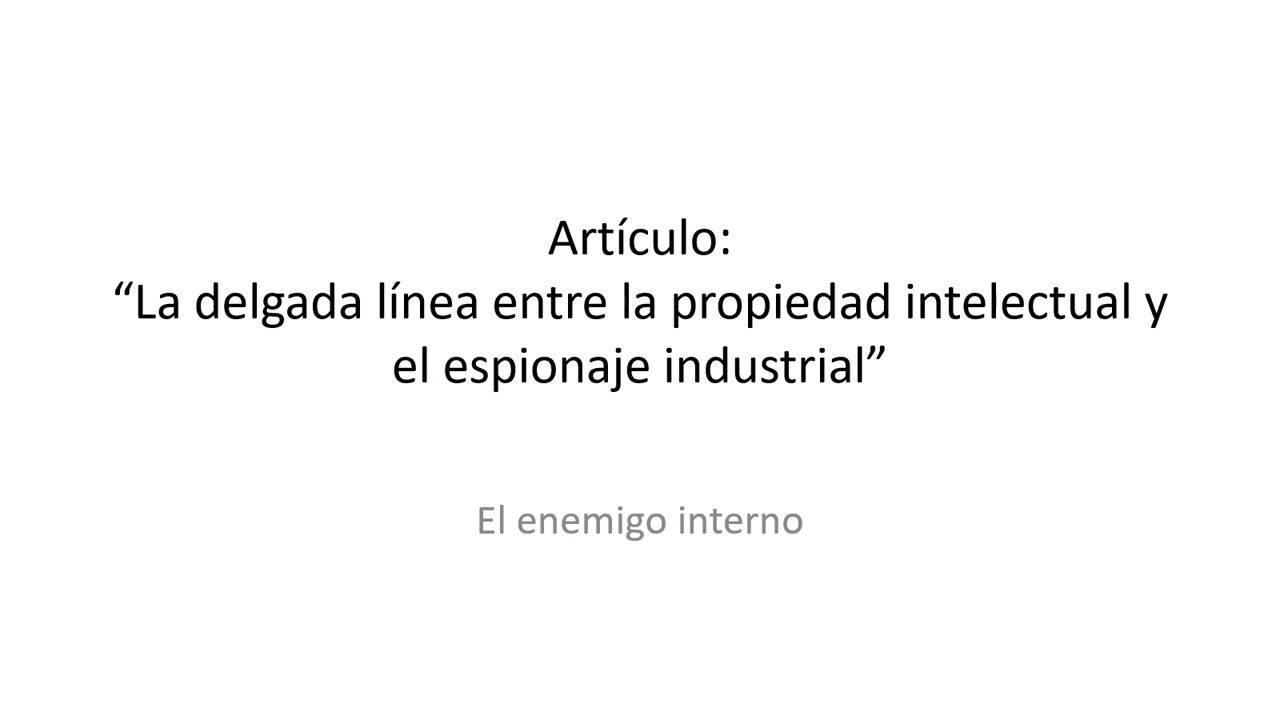 Artículo:
“La delgada línea entre la propiedad intelectual y
el espionaje industrial”
El enemigo interno